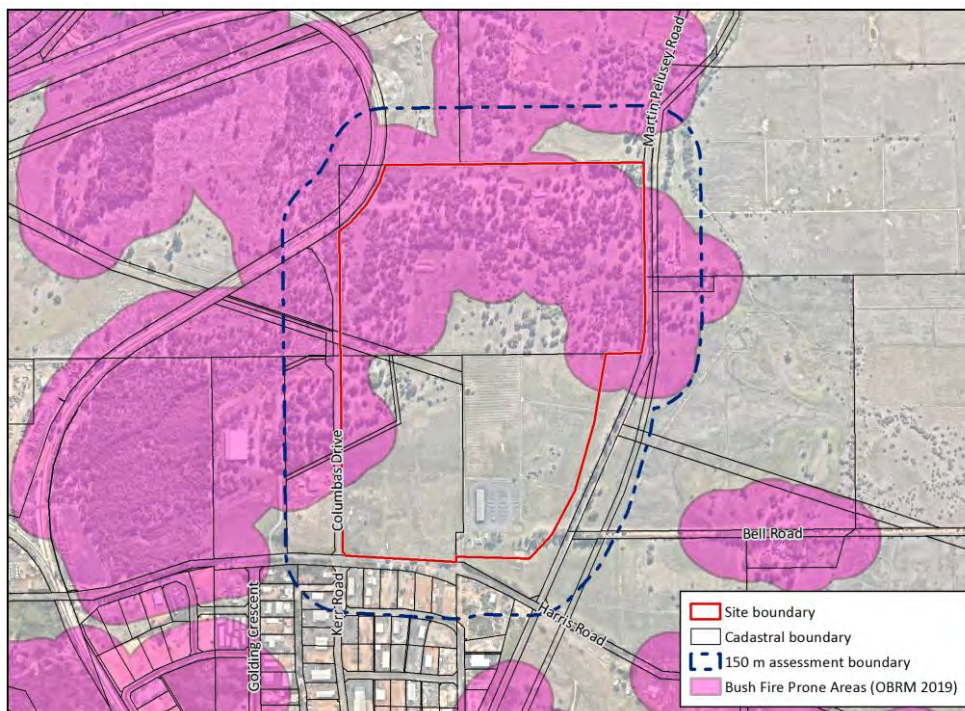 Martin Pelusey Road
Columbas Drive
Bell Road
Golding Crescent
Kerr Road
Harris Road
Site boundary
Cadastral boundary
150 m assessment boundary
Bush Fire Prone Areas (OBRM 2019)